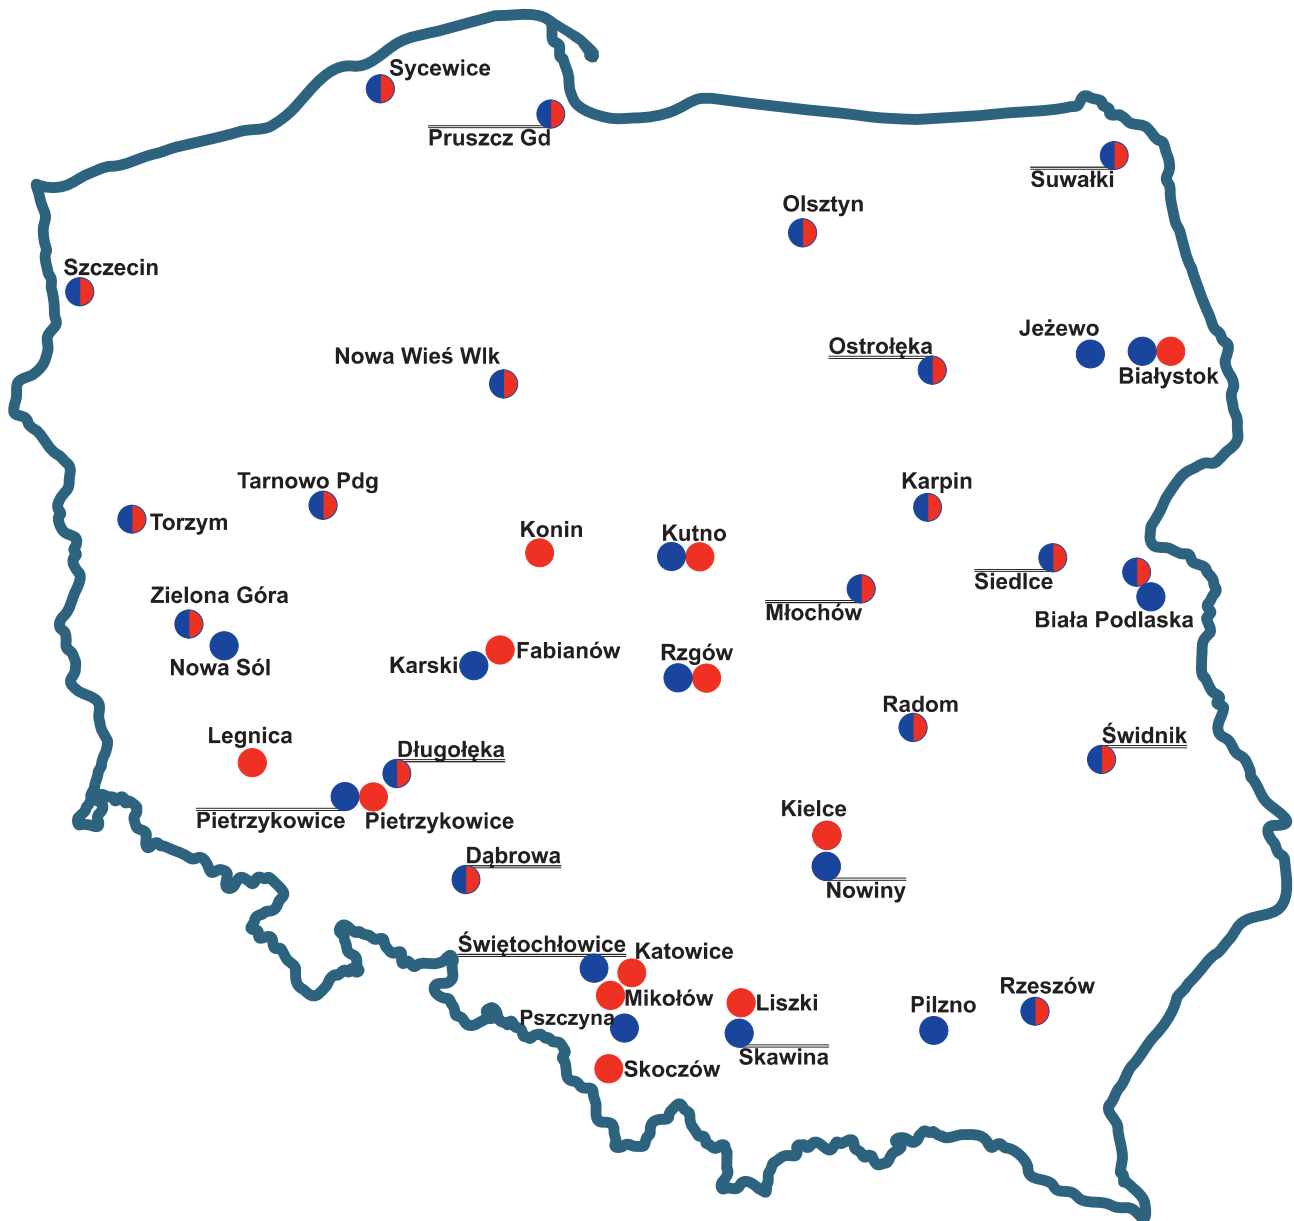 Sycewice
Pruszcz Gd
Suwałki
Olsztyn
Szczecin
Jeżewo
Ostrołęka
Nowa Wieś Wlk
Białystok
Tarnowo Pdg
Karpin
Torzym
Konin
Kutno
Siedlce
Zielona Góra
Młochów
Biała Podlaska
Fabianów
Rzgów
Karski
Nowa Sól
Radom
Legnica
Świdnik
Długołęka
Kielce
Pietrzykowice
Pietrzykowice
Dąbrowa
Nowiny
Świętochłowice
Katowice
Rzeszów
Mikołów
Liszki
Pilzno
Pszczyna
Skawina
Skoczów